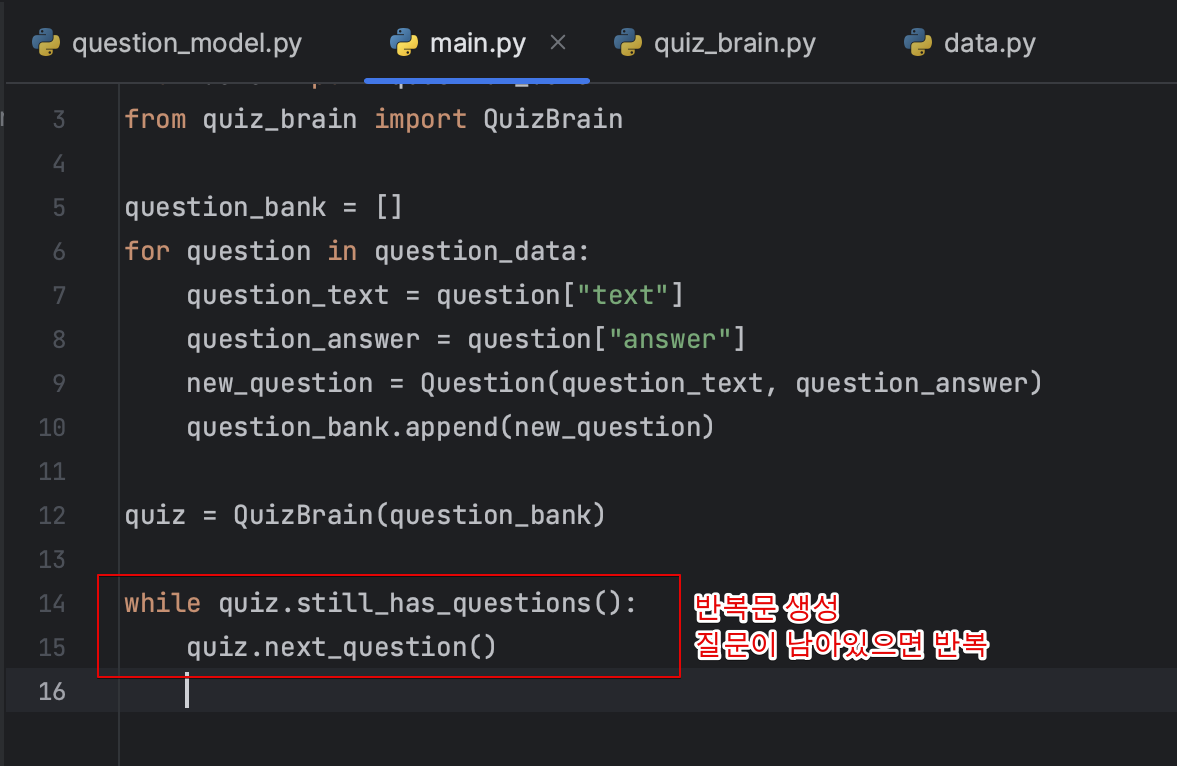 question_model.py main.py quiz_brain.py data.py
3 from quiz_brain import QuizBrain
4
5 question_bank = []
6 for question in question_data:
7     question_text = question["text"]
8     question_answer = question["answer"]
9     new_question = Question(question_text, question_answer)
10     question_bank.append(new_question)
11
12 quiz = QuizBrain(question_bank)
13
14 while quiz.still_has_questions(): 반복문 생성
15     quiz.next_question() 질문이 남아있으면 반복
16